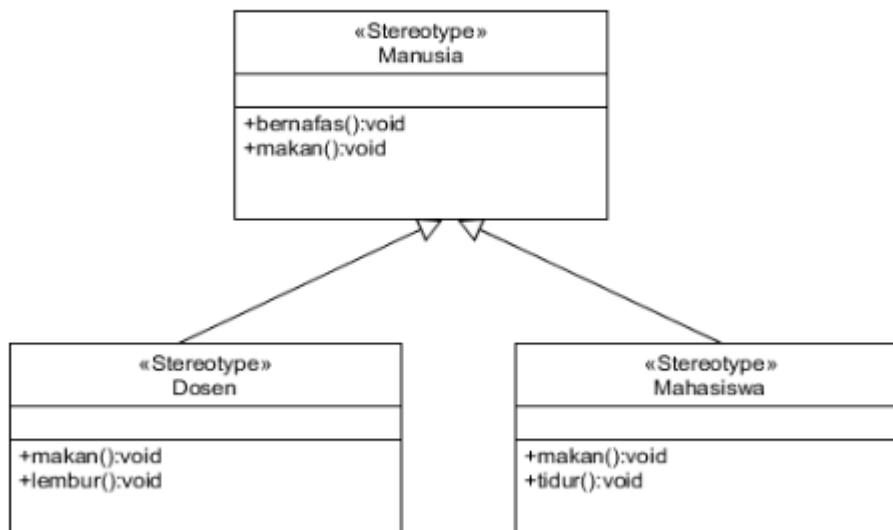 «Stereotype»
Manusia
+bernafas():void
+makan():void
«Stereotype»
Dosen
+makan():void
+lembur():void
«Stereotype»
Mahasiswa
+makan():void
+tidur():void